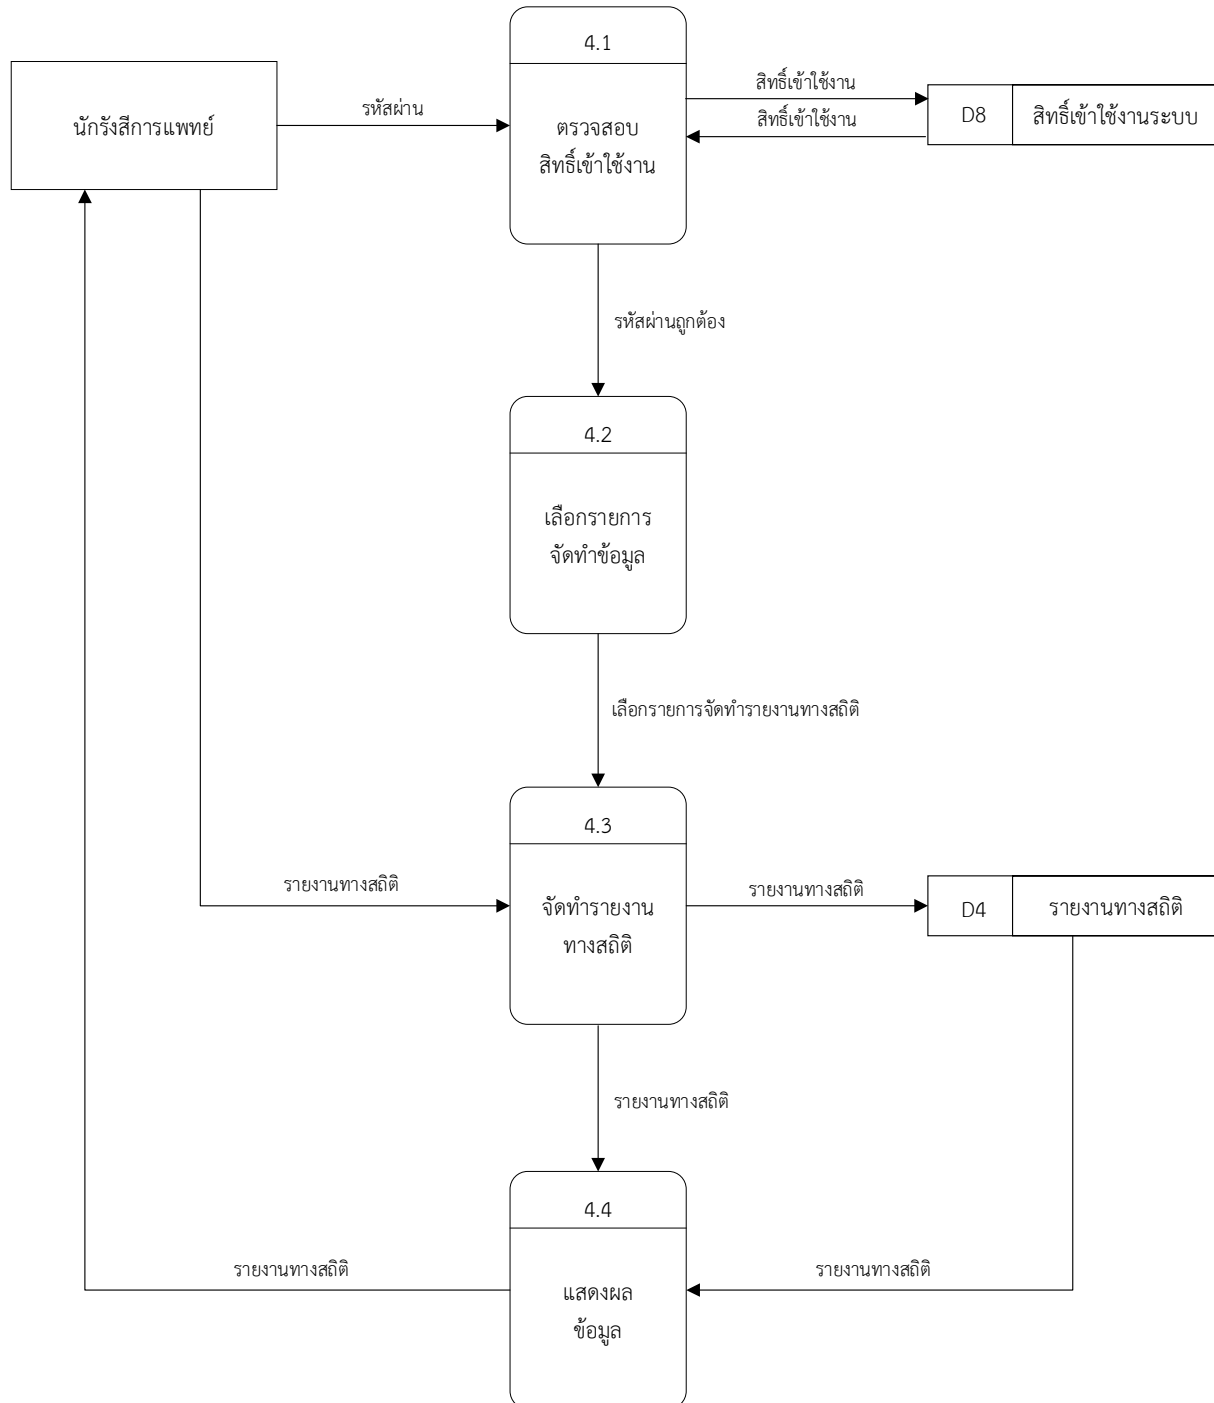 4.1
นักรังสีการแพทย์
รหัสผ่าน
ตรวจสอบ
สิทธิ์เข้าใช้งาน
สิทธิ์เข้าใช้งาน
สิทธิ์เข้าใช้งาน
D8
สิทธิ์เข้าใช้งานระบบ
รหัสผ่านถูกต้อง
4.2
เลือกรายการ
จัดทำข้อมูล
เลือกรายการจัดทำรายงานทางสถิติ
4.3
รายงานทางสถิติ
จัดทำรายงาน
ทางสถิติ
รายงานทางสถิติ
D4
รายงานทางสถิติ
รายงานทางสถิติ
4.4
รายงานทางสถิติ
แสดงผล
ข้อมูล
รายงานทางสถิติ